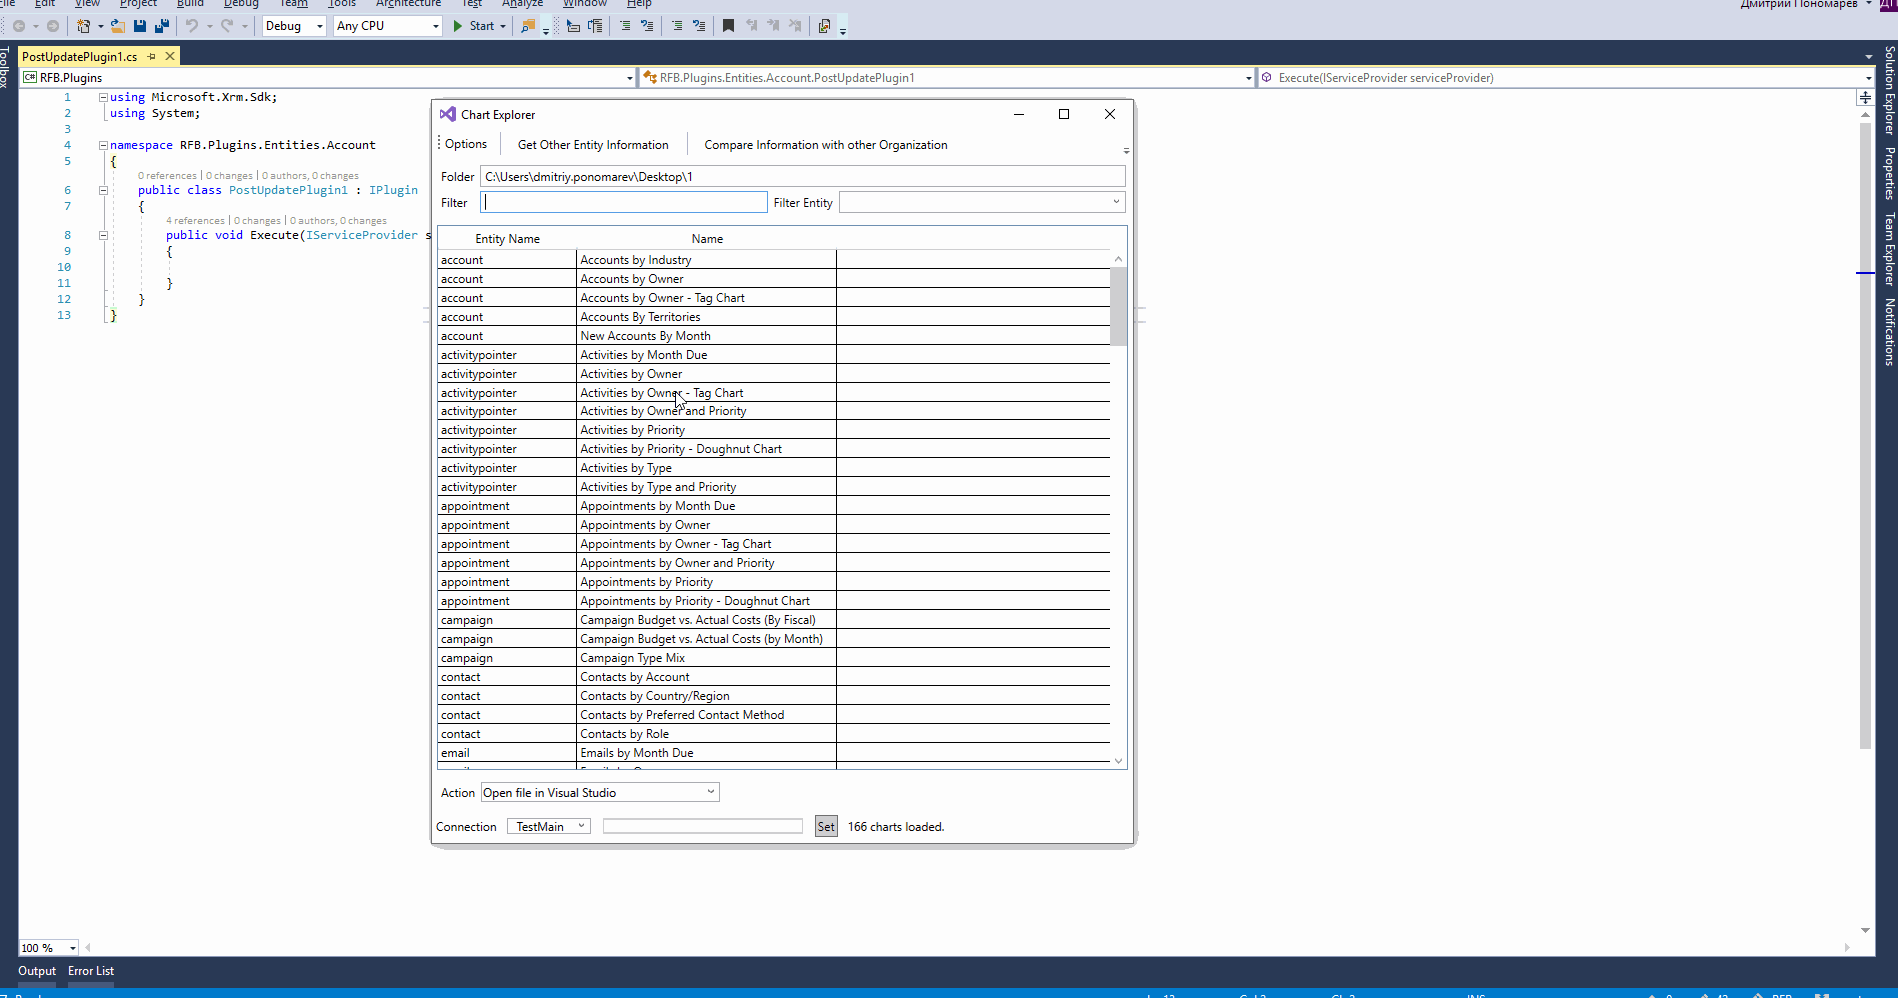 File Edit View Project Build Debug Team Tools Architecture Test Analyze Window Help Дмитрий Пономарев ДП
Debug Any CPU Start
Toolbox
PostUpdatePlugin1.cs
C# RFB.Plugins RFB.Plugins.Entities.Account.PostUpdatePlugin1 Execute(IServiceProvider serviceProvider)
1 using Microsoft.Xrm.Sdk;
2 using System;
3
4 namespace RFB.Plugins.Entities.Account
5 {
0 references | 0 changes | 0 authors, 0 changes
6 public class PostUpdatePlugin1 : IPlugin
7 {
4 references | 0 changes | 0 authors, 0 changes
8 public void Execute(IServiceProvider s
9 {
10
11 }
12 }
13 }
Chart Explorer
Options Get Other Entity Information Compare Information with other Organization
Folder C:\Users\dmitriy.ponomarev\Desktop\1
Filter Filter Entity
Entity Name Name
account Accounts by Industry
account Accounts by Owner
account Accounts by Owner - Tag Chart
account Accounts By Territories
account New Accounts By Month
activitypointer Activities by Month Due
activitypointer Activities by Owner
activitypointer Activities by Owner - Tag Chart
activitypointer Activities by Owner and Priority
activitypointer Activities by Priority
activitypointer Activities by Priority - Doughnut Chart
activitypointer Activities by Type
activitypointer Activities by Type and Priority
appointment Appointments by Month Due
appointment Appointments by Owner
appointment Appointments by Owner - Tag Chart
appointment Appointments by Owner and Priority
appointment Appointments by Priority
appointment Appointments by Priority - Doughnut Chart
campaign Campaign Budget vs. Actual Costs (By Fiscal)
campaign Campaign Budget vs. Actual Costs (by Month)
campaign Campaign Type Mix
contact Contacts by Account
contact Contacts by Country/Region
contact Contacts by Preferred Contact Method
contact Contacts by Role
email Emails by Month Due
Action Open file in Visual Studio
Connection TestMain Set 166 charts loaded.
Solution Explorer
Properties
Team Explorer
Notifications
100 %
Output Error List